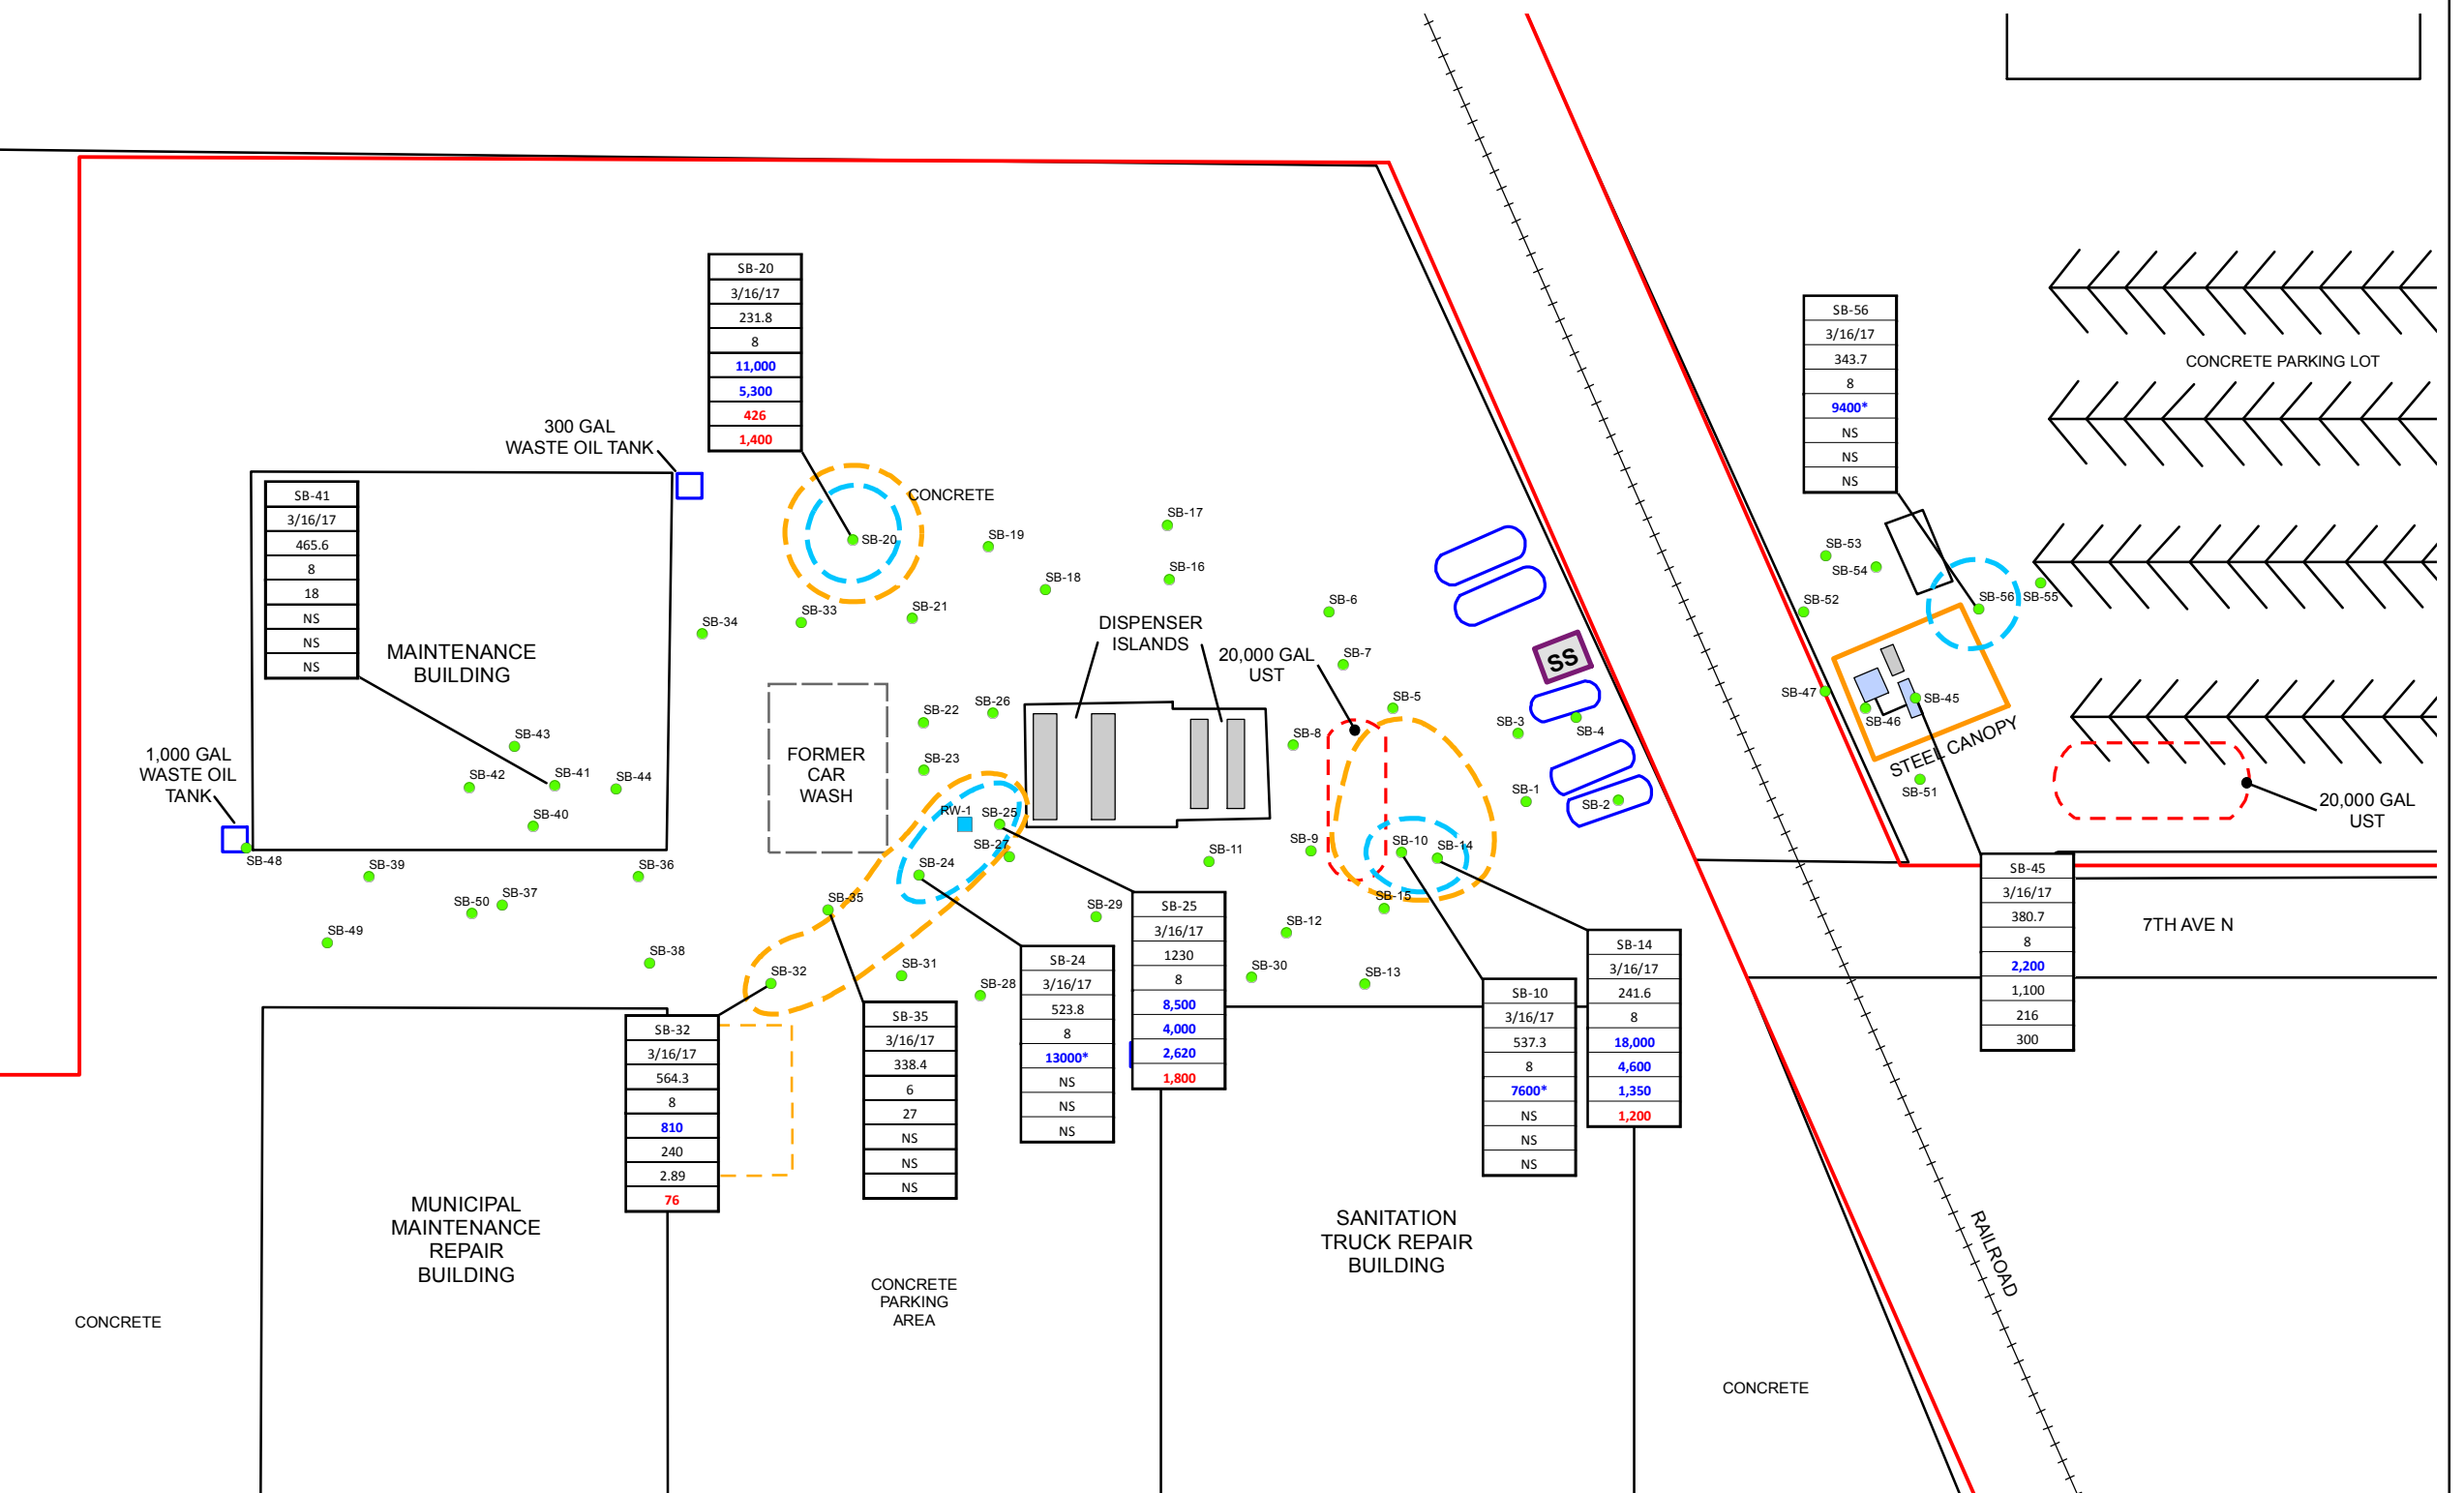 SB-20
3/16/17
231.8
8
11,000
5,300
426
1,400
SB-56
3/16/17
343.7
8
9400*
NS
NS
NS
CONCRETE PARKING LOT
300 GAL
WASTE OIL TANK
SB-41
3/16/17
465.6
8
18
NS
NS
NS
MAINTENANCE
BUILDING
CONCRETE
SB-20
SB-19
SB-17
SB-16
SB-18
SB-21
SB-33
SB-34
SB-6
SB-7
SB-5
SB-8
DISPENSER
ISLANDS
20,000 GAL
UST
SS
SB-3
SB-4
SB-1
SB-2
SB-53
SB-54
SB-52
SB-56
SB-55
SB-47
SB-46
SB-45
STEEL CANOPY
SB-51
20,000 GAL
UST
1,000 GAL
WASTE OIL
TANK
SB-43
SB-42
SB-41
SB-44
SB-40
SB-48
SB-39
SB-36
SB-50
SB-37
SB-49
SB-38
FORMER
CAR
WASH
SB-22
SB-26
SB-23
RW-1
SB-25
SB-27
SB-24
SB-35
SB-32
SB-31
SB-28
SB-29
SB-11
SB-9
SB-10
SB-14
SB-15
SB-12
SB-30
SB-13
SB-32
3/16/17
564.3
8
810
240
2.89
76
SB-35
3/16/17
338.4
6
27
NS
NS
NS
SB-24
3/16/17
523.8
8
13000*
NS
NS
NS
SB-25
3/16/17
1230
8
8,500
4,000
2,620
1,800
SB-10
3/16/17
537.3
8
7600*
NS
NS
NS
SB-14
3/16/17
241.6
8
18,000
4,600
1,350
1,200
SB-45
3/16/17
380.7
8
2,200
1,100
216
300
7TH AVE N
MUNICIPAL
MAINTENANCE
REPAIR
BUILDING
CONCRETE
CONCRETE
PARKING
AREA
SANITATION
TRUCK REPAIR
BUILDING
CONCRETE
RAILROAD